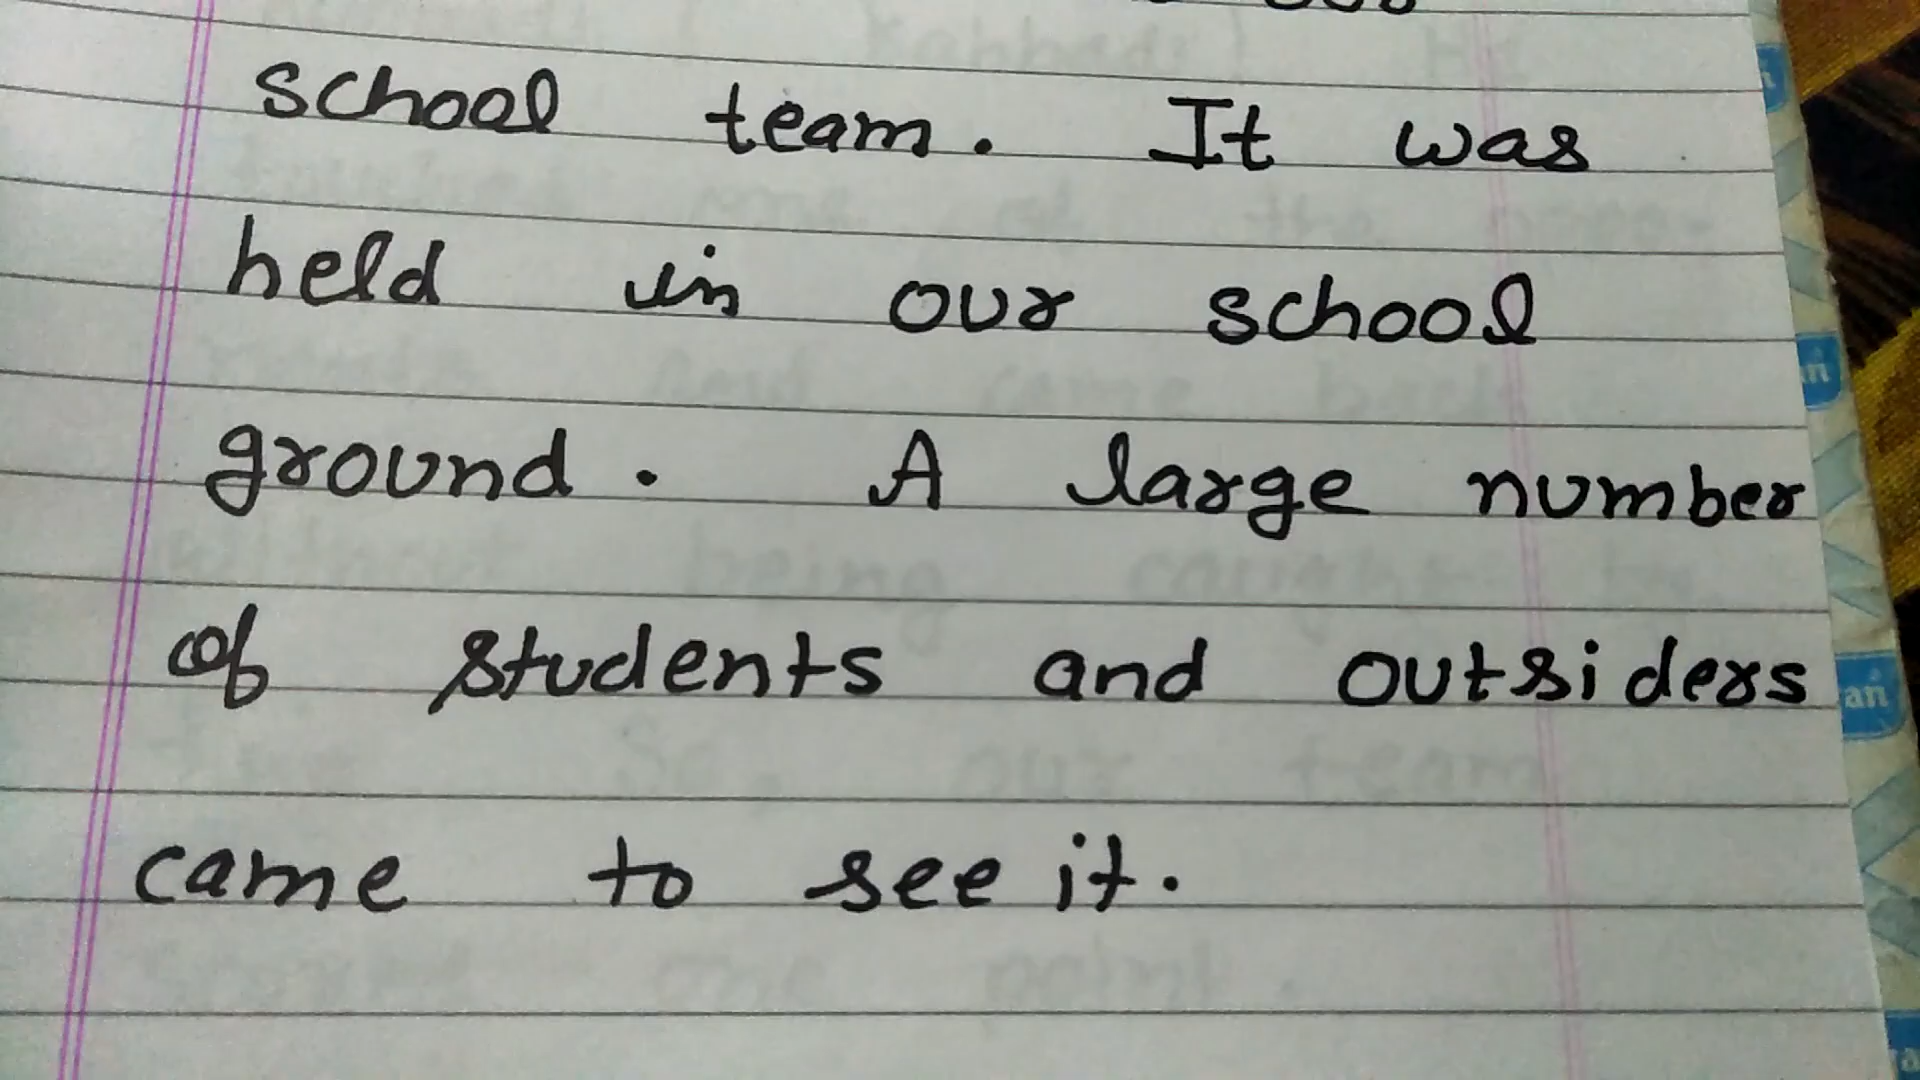 school team. It was
held in our school
ground. A large number
of students and outsiders
came to see it.